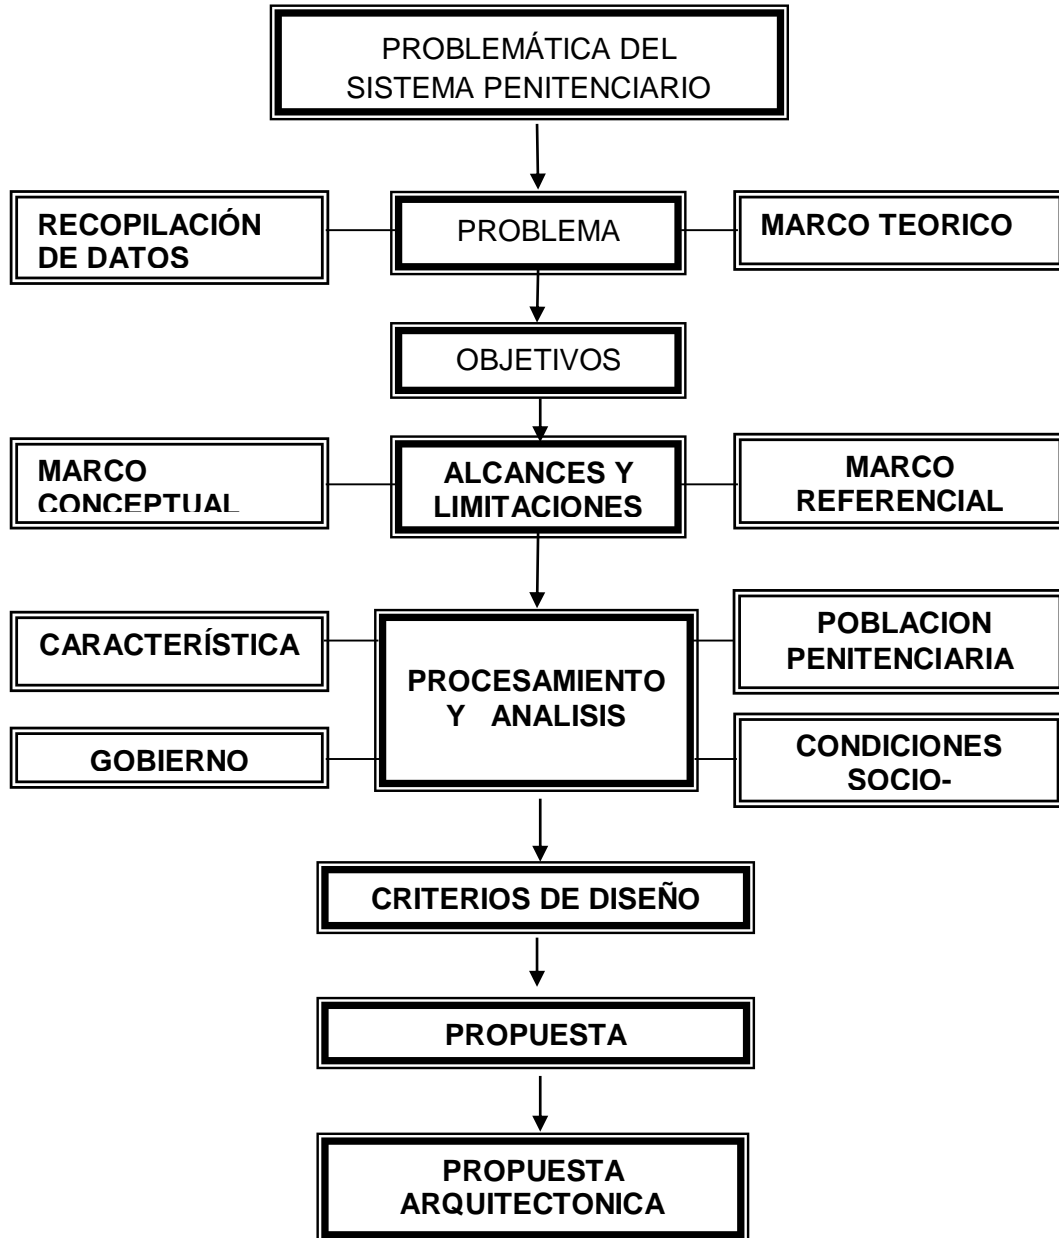 PROBLEMÁTICA DEL
SISTEMA PENITENCIARIO
RECOPILACIÓN
DE DATOS
PROBLEMA
MARCO TEORICO
OBJETIVOS
MARCO
CONCEPTUAL
ALCANCES Y
LIMITACIONES
MARCO
REFERENCIAL
CARACTERÍSTICA
GOBIERNO
PROCESAMIENTO
Y ANALISIS
POBLACION
PENITENCIARIA
CONDICIONES
SOCIO-
CRITERIOS DE DISEÑO
PROPUESTA
PROPUESTA
ARQUITECTONICA